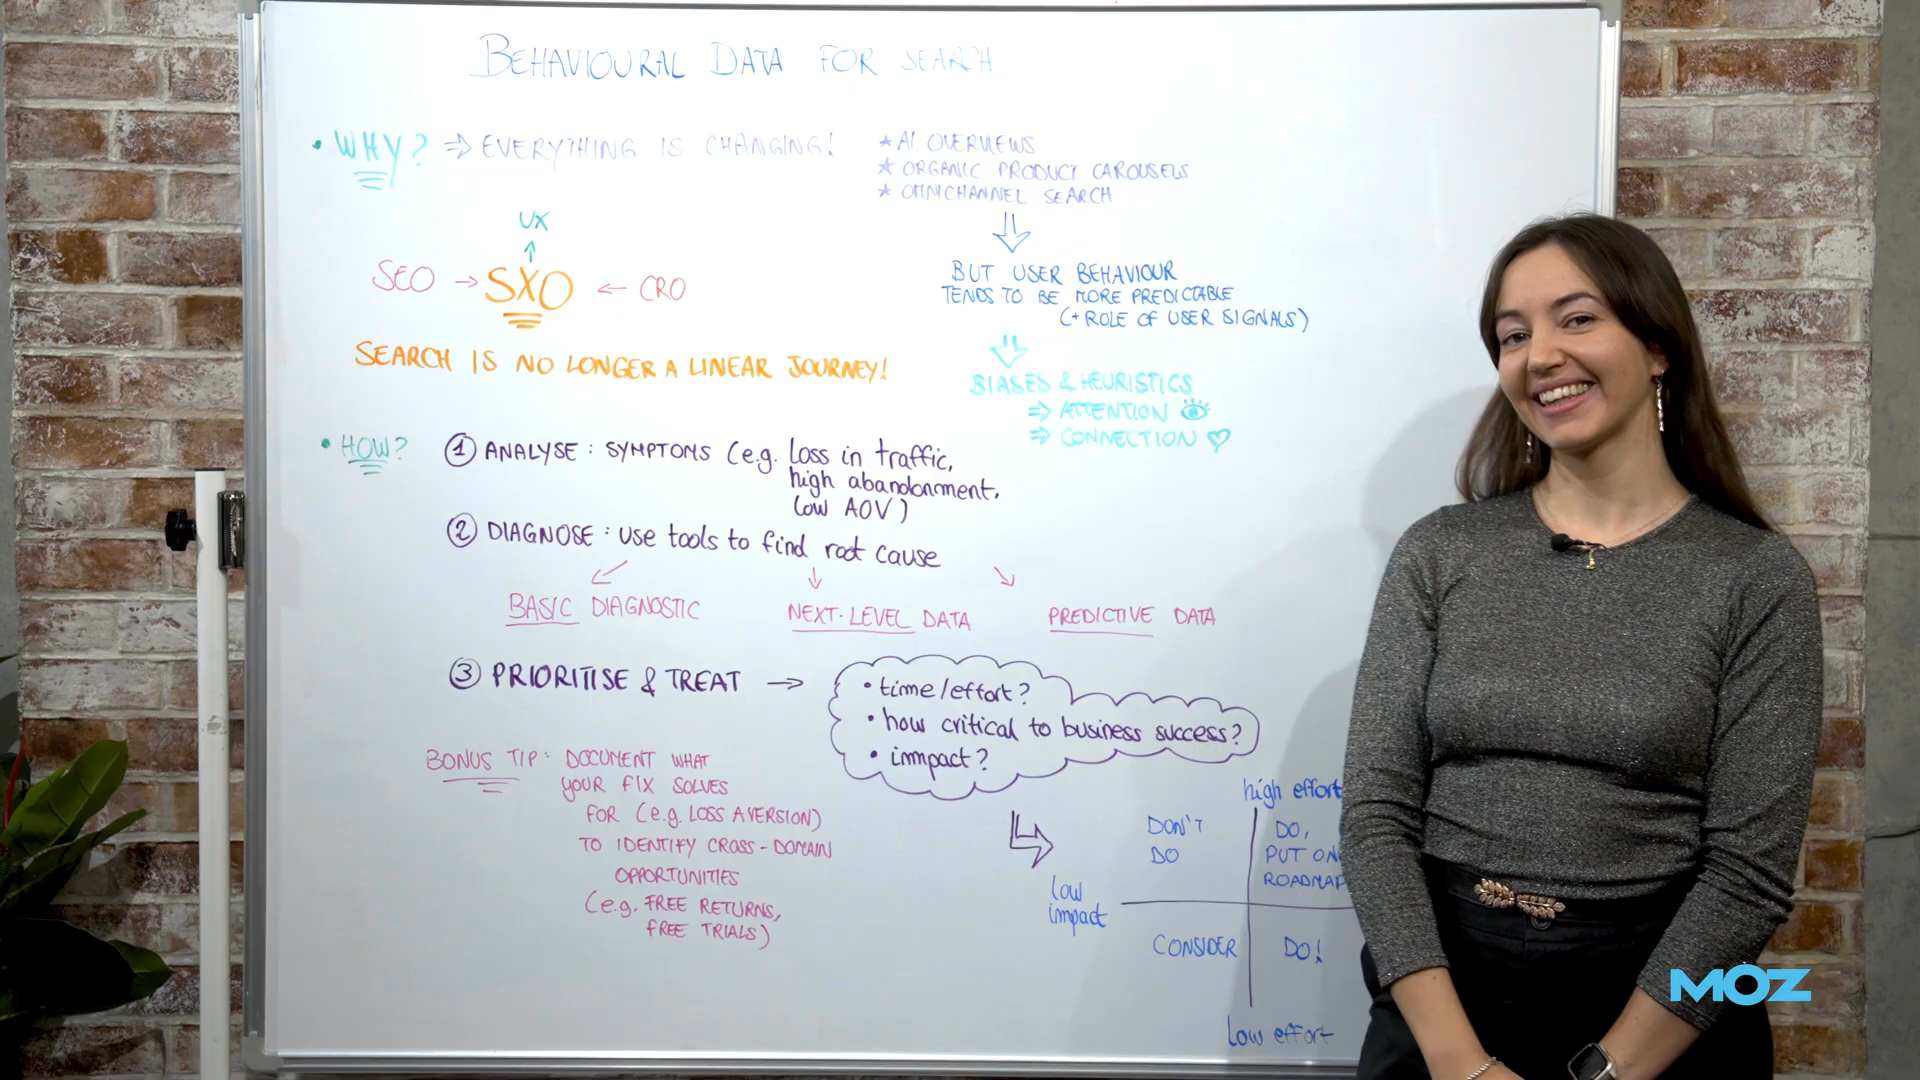 BEHAVIOURAL DATA FOR SEARCH
• WHY? ⇒ EVERYTHING IS CHANGING!
★ AI OVERVIEWS
★ ORGANIC PRODUCT CAROUSELS
★ OMNICHANNEL SEARCH
UX
SEO → SXO ← CRO
SEARCH IS NO LONGER A LINEAR JOURNEY!
BUT USER BEHAVIOUR
TENDS TO BE MORE PREDICTABLE
(+ ROLE OF USER SIGNALS)
BIASES & HEURISTICS
⇒ ATTENTION
⇒ CONNECTION ♡
• HOW?
① ANALYSE: SYMPTOMS (e.g. loss in traffic,
high abandonment,
low AOV)
② DIAGNOSE: use tools to find root cause
BASIC DIAGNOSTIC
NEXT-LEVEL DATA
PREDICTIVE DATA
③ PRIORITISE & TREAT →
• time/effort?
• how critical to business success?
• impact?
BONUS TIP: DOCUMENT WHAT
YOUR FIX SOLVES
FOR (e.g. LOSS AVERSION)
TO IDENTIFY CROSS-DOMAIN
OPPORTUNITIES
(e.g. FREE RETURNS,
FREE TRIALS)
high effort
DON'T
DO
DO,
PUT ON
ROADMAP
low
impact
CONSIDER
DO!
Low effort
MOZ